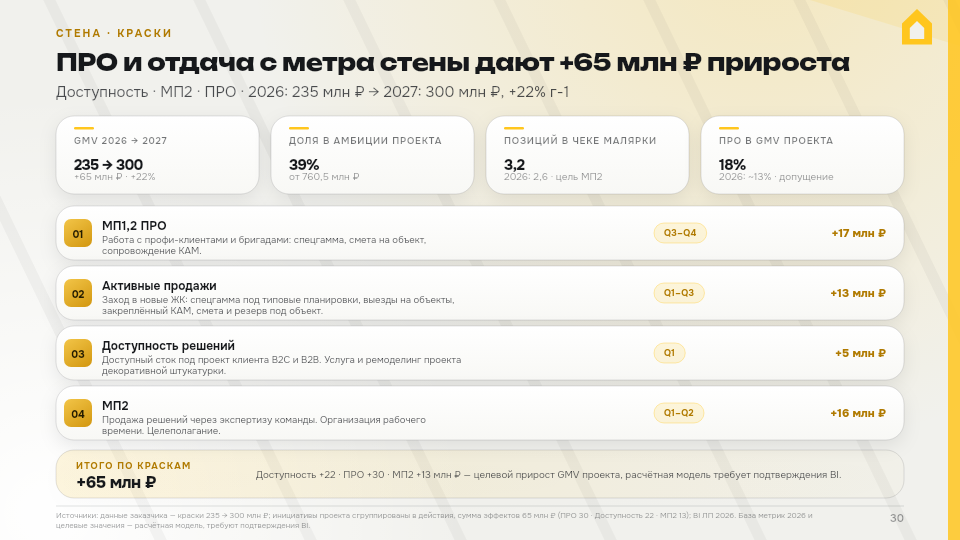 СТЕНА · КРАСКИ
ПРО и отдача с метра стены дают +65 млн ₽ прироста
Доступность · МП2 · ПРО · 2026: 235 млн ₽ → 2027: 300 млн ₽, +22% г-1
GMV 2026 → 2027
235 → 300
+65 млн ₽ · +22%
ДОЛЯ В АМБИЦИИ ПРОЕКТА
39%
от 760,5 млн ₽
ПОЗИЦИЙ В ЧЕКЕ МАЛЯРКИ
3,2
2026: 2,6 · цель МП2
ПРО В GMV ПРОЕКТА
18%
2026: ~13% · допущение
01
МП1,2 ПРО
Работа с профи-клиентами и бригадами: спецгамма, смета на объект,
сопровождение КАМ.
Q3–Q4
+17 млн ₽
02
Активные продажи
Заход в новые ЖК: спецгамма под типовые планировки, выезды на объекты,
закреплённый КАМ, смета и резерв под объект.
Q1–Q3
+13 млн ₽
03
Доступность решений
Доступный сток под проект клиента B2C и B2B. Услуга и ремоделинг проекта
декоративной штукатурки.
Q1
+5 млн ₽
04
МП2
Продажа решений через экспертизу команды. Организация рабочего
времени. Целеполагание.
Q1–Q2
+16 млн ₽
ИТОГО ПО КРАСКАМ
+65 млн ₽
Доступность +22 · ПРО +30 · МП2 +13 млн ₽ — целевой прирост GMV проекта, расчётная модель требует подтверждения BI.
Источники: данные заказчика — краски 235 → 300 млн ₽; инициативы проекта сгруппированы в действия, сумма эффектов 65 млн ₽ (ПРО 30 · Доступность 22 · МП2 13); BI ЛП 2026. База метрик 2026 и
целевые значения — расчётная модель, требуют подтверждения BI.
30